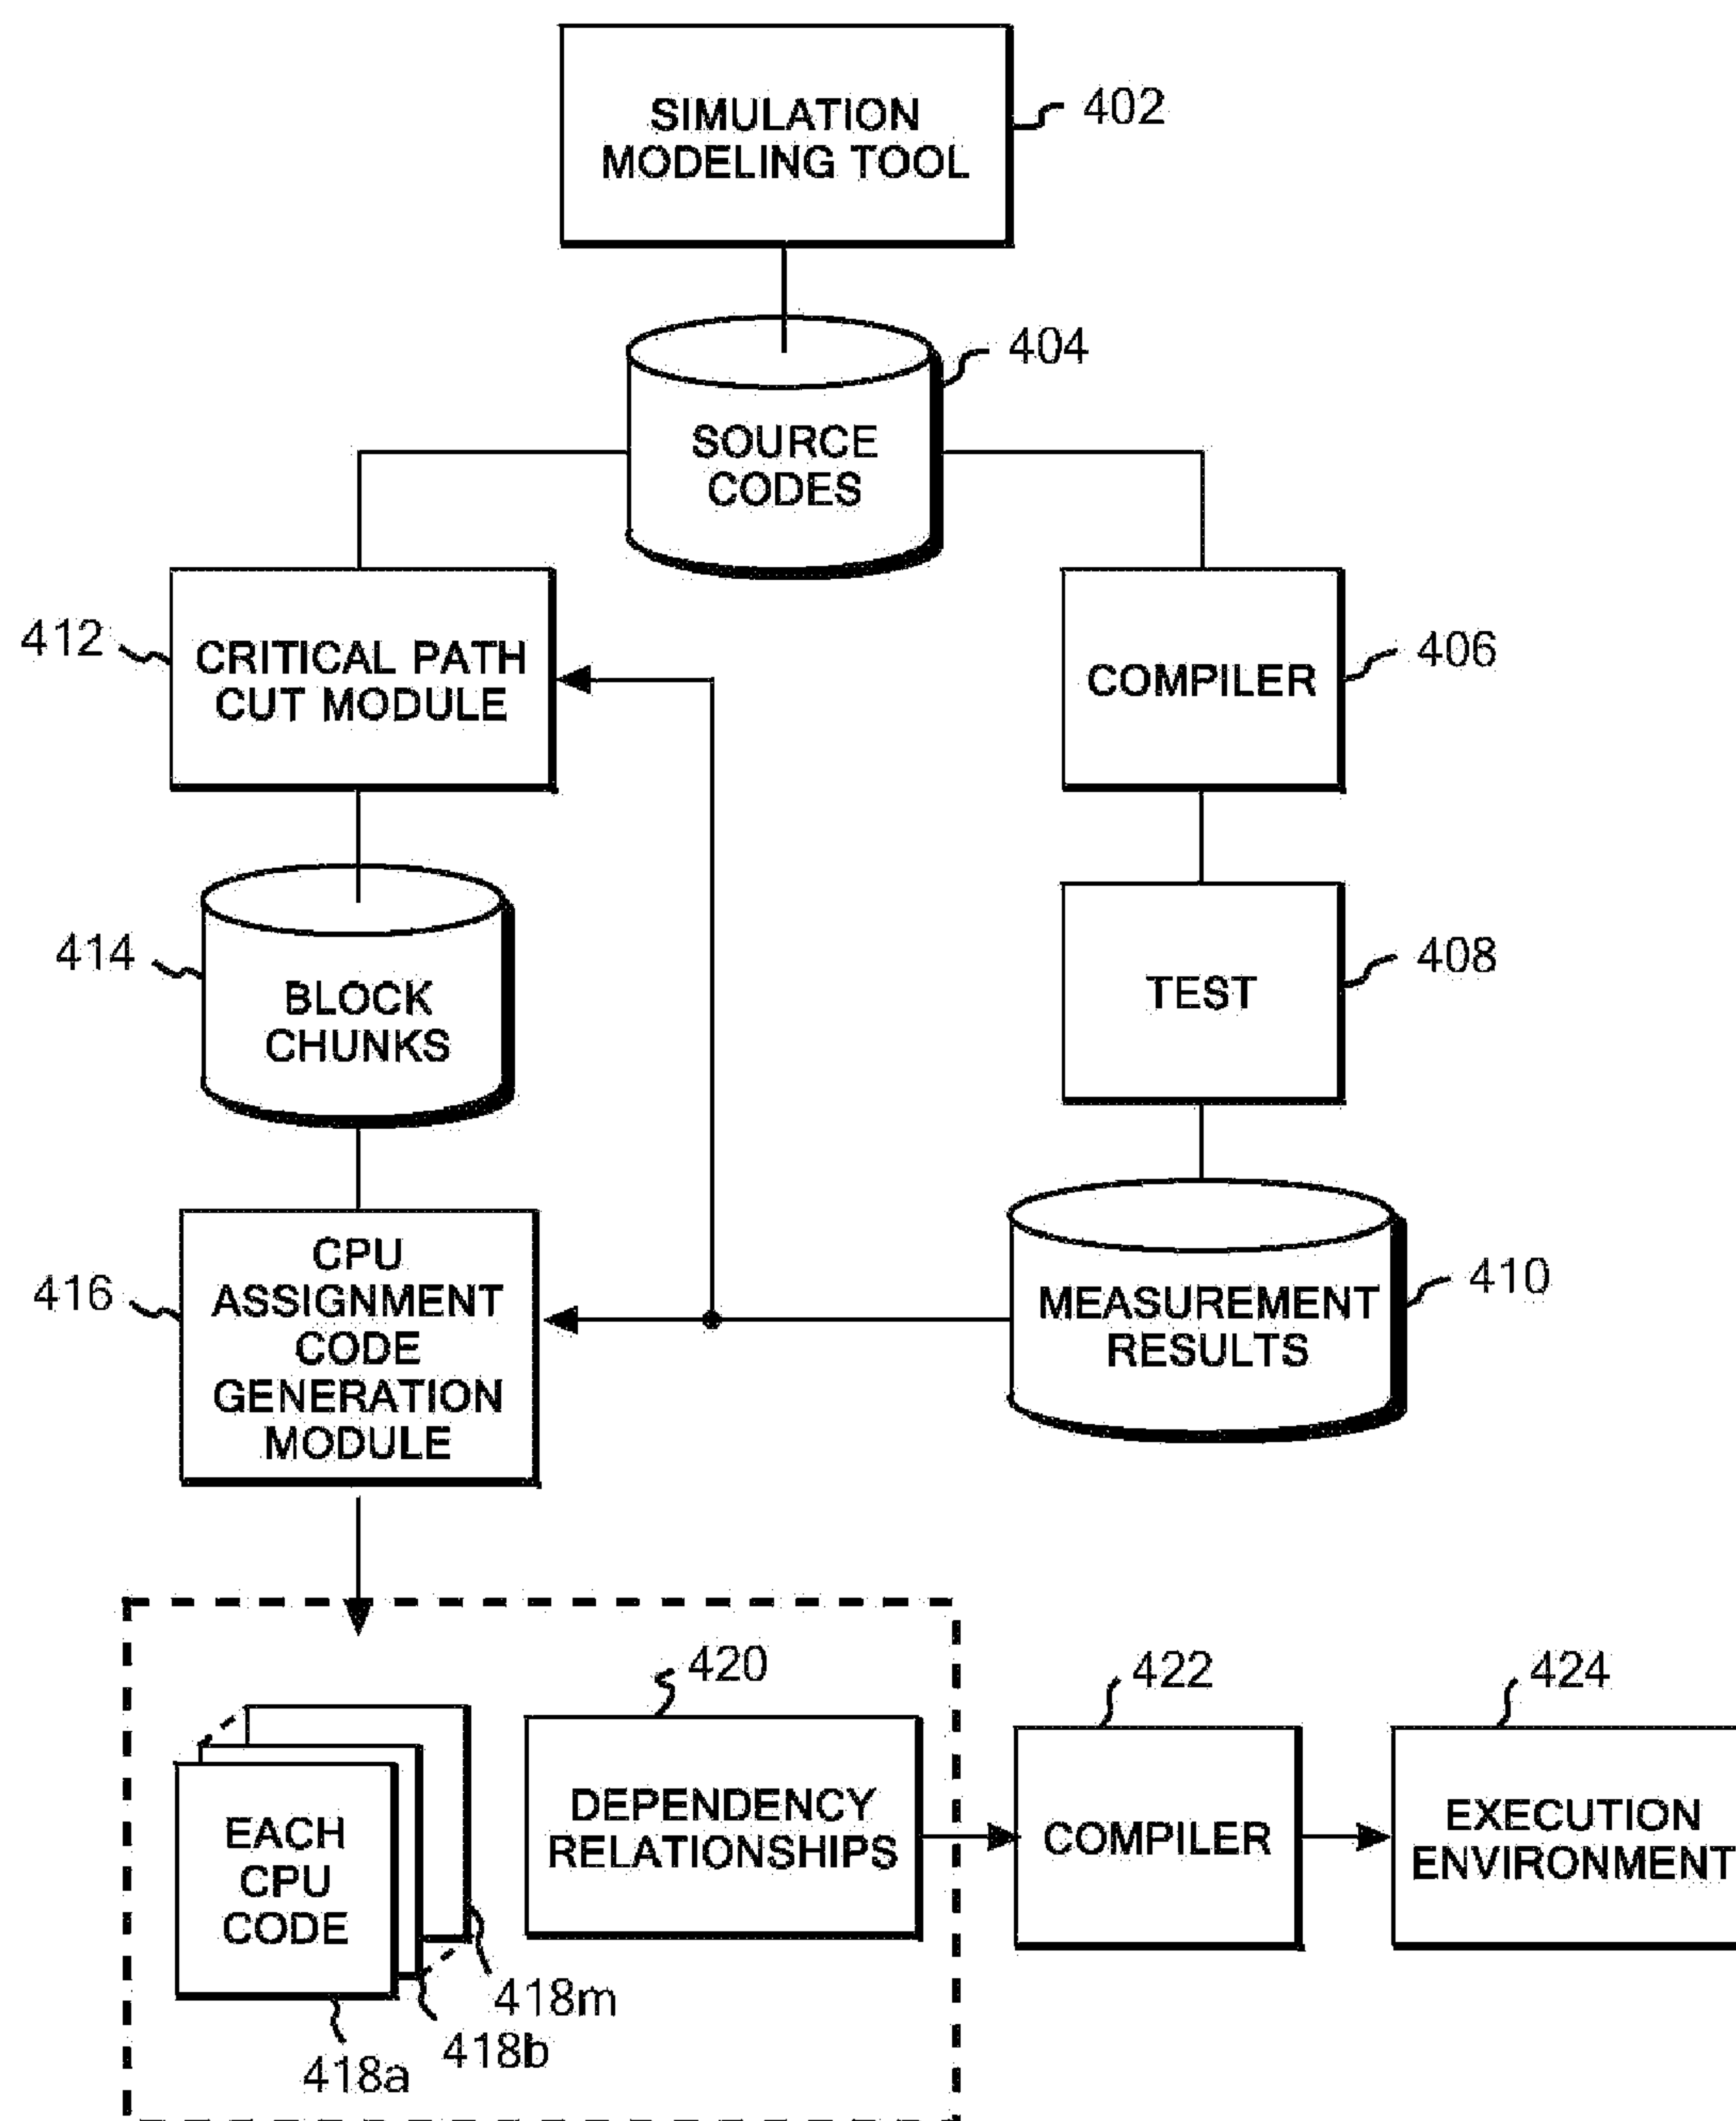 SIMULATION
MODELING TOOL
402
404
SOURCE
CODES
412
CRITICAL PATH
CUT MODULE
COMPILER
406
414
BLOCK
CHUNKS
TEST
408
416
CPU
ASSIGNMENT
CODE
GENERATION
MODULE
MEASUREMENT
RESULTS
410
420
422
424
EACH
CPU
CODE
DEPENDENCY
RELATIONSHIPS
COMPILER
EXECUTION
ENVIRONMENT
418m
418b
418a